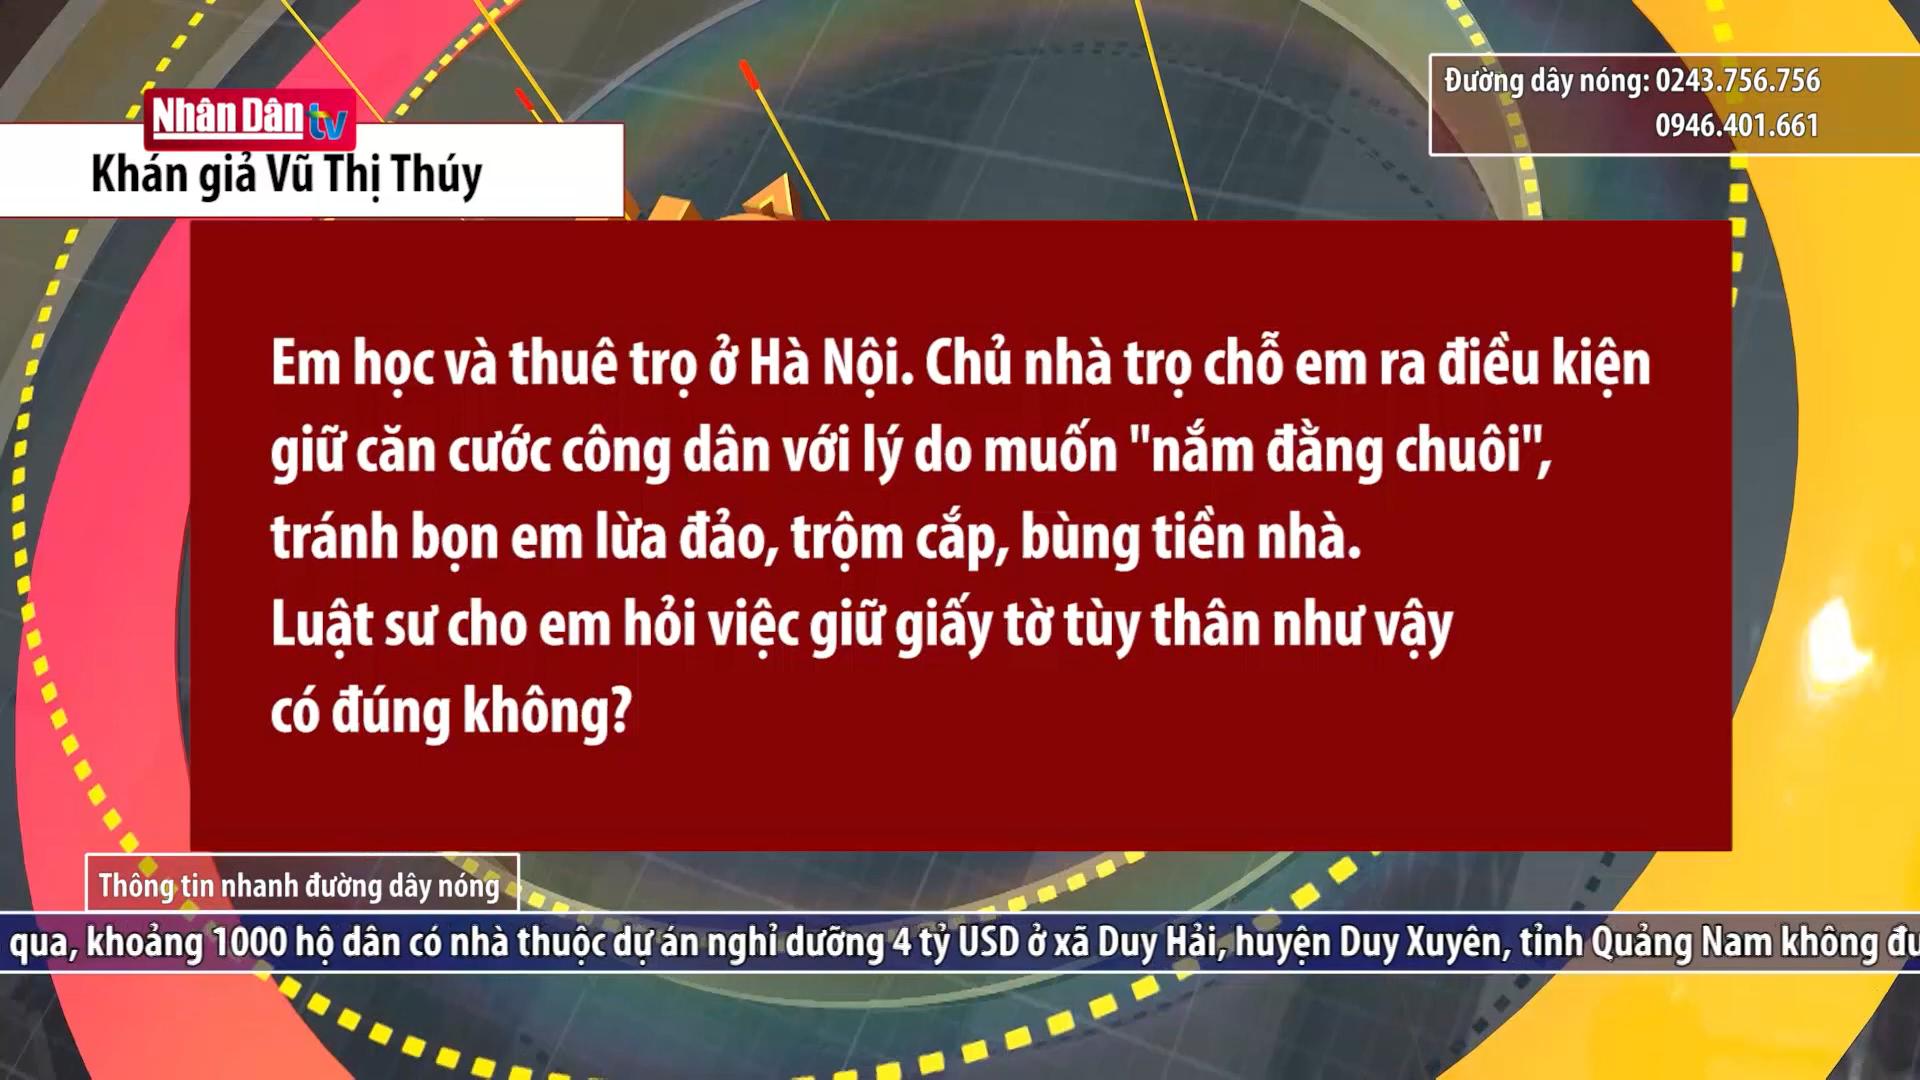 Đường dây nóng: 0243.756.756
0946.401.661
Nhân Dân tv
Khán giả Vũ Thị Thúy
Em học và thuê trọ ở Hà Nội. Chủ nhà trọ chỗ em ra điều kiện
giữ căn cước công dân với lý do muốn "nắm đằng chuôi",
tránh bọn em lừa đảo, trộm cắp, bùng tiền nhà.
Luật sư cho em hỏi việc giữ giấy tờ tùy thân như vậy
có đúng không?
Thông tin nhanh đường dây nóng
qua, khoảng 1000 hộ dân có nhà thuộc dự án nghỉ dưỡng 4 tỷ USD ở xã Duy Hải, huyện Duy Xuyên, tỉnh Quảng Nam không đu